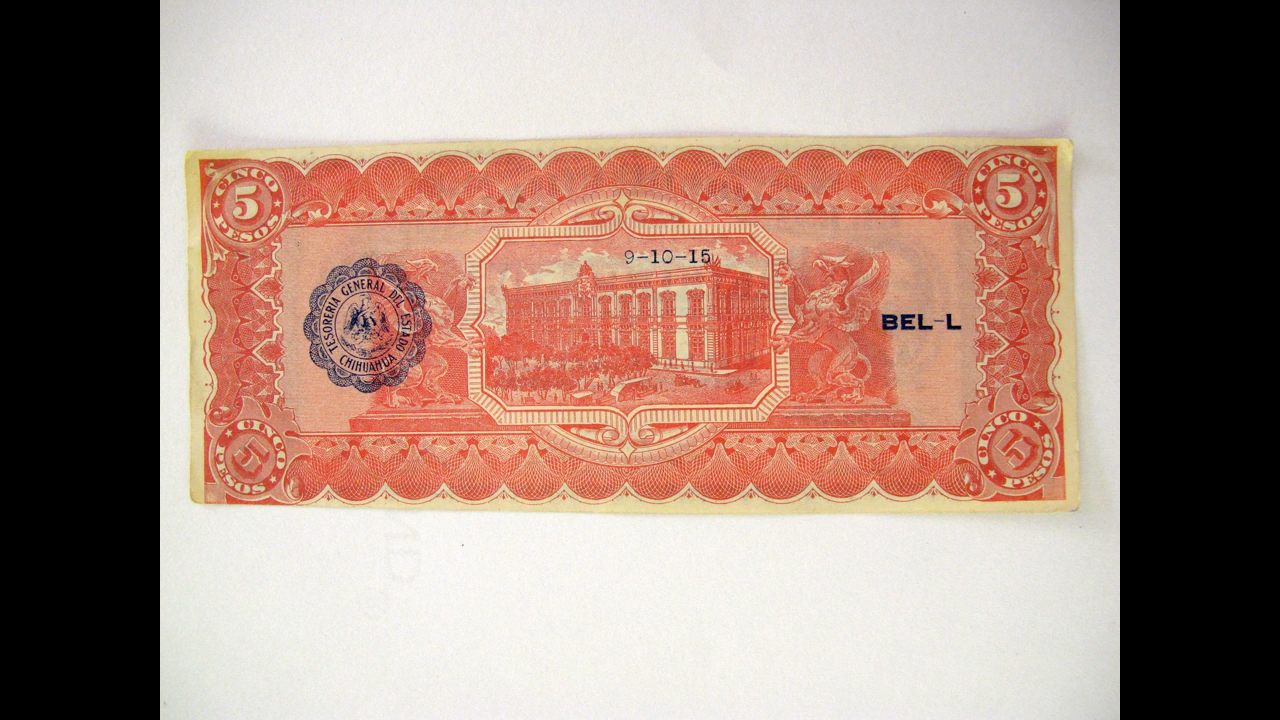 CINCO
5
PESOS
CINCO
5
PESOS
9-10-15
TESORERIA GENERAL DEL ESTADO
CHIHUAHUA
BEL-L
CINCO
5
PESOS
CINCO
5
PESOS